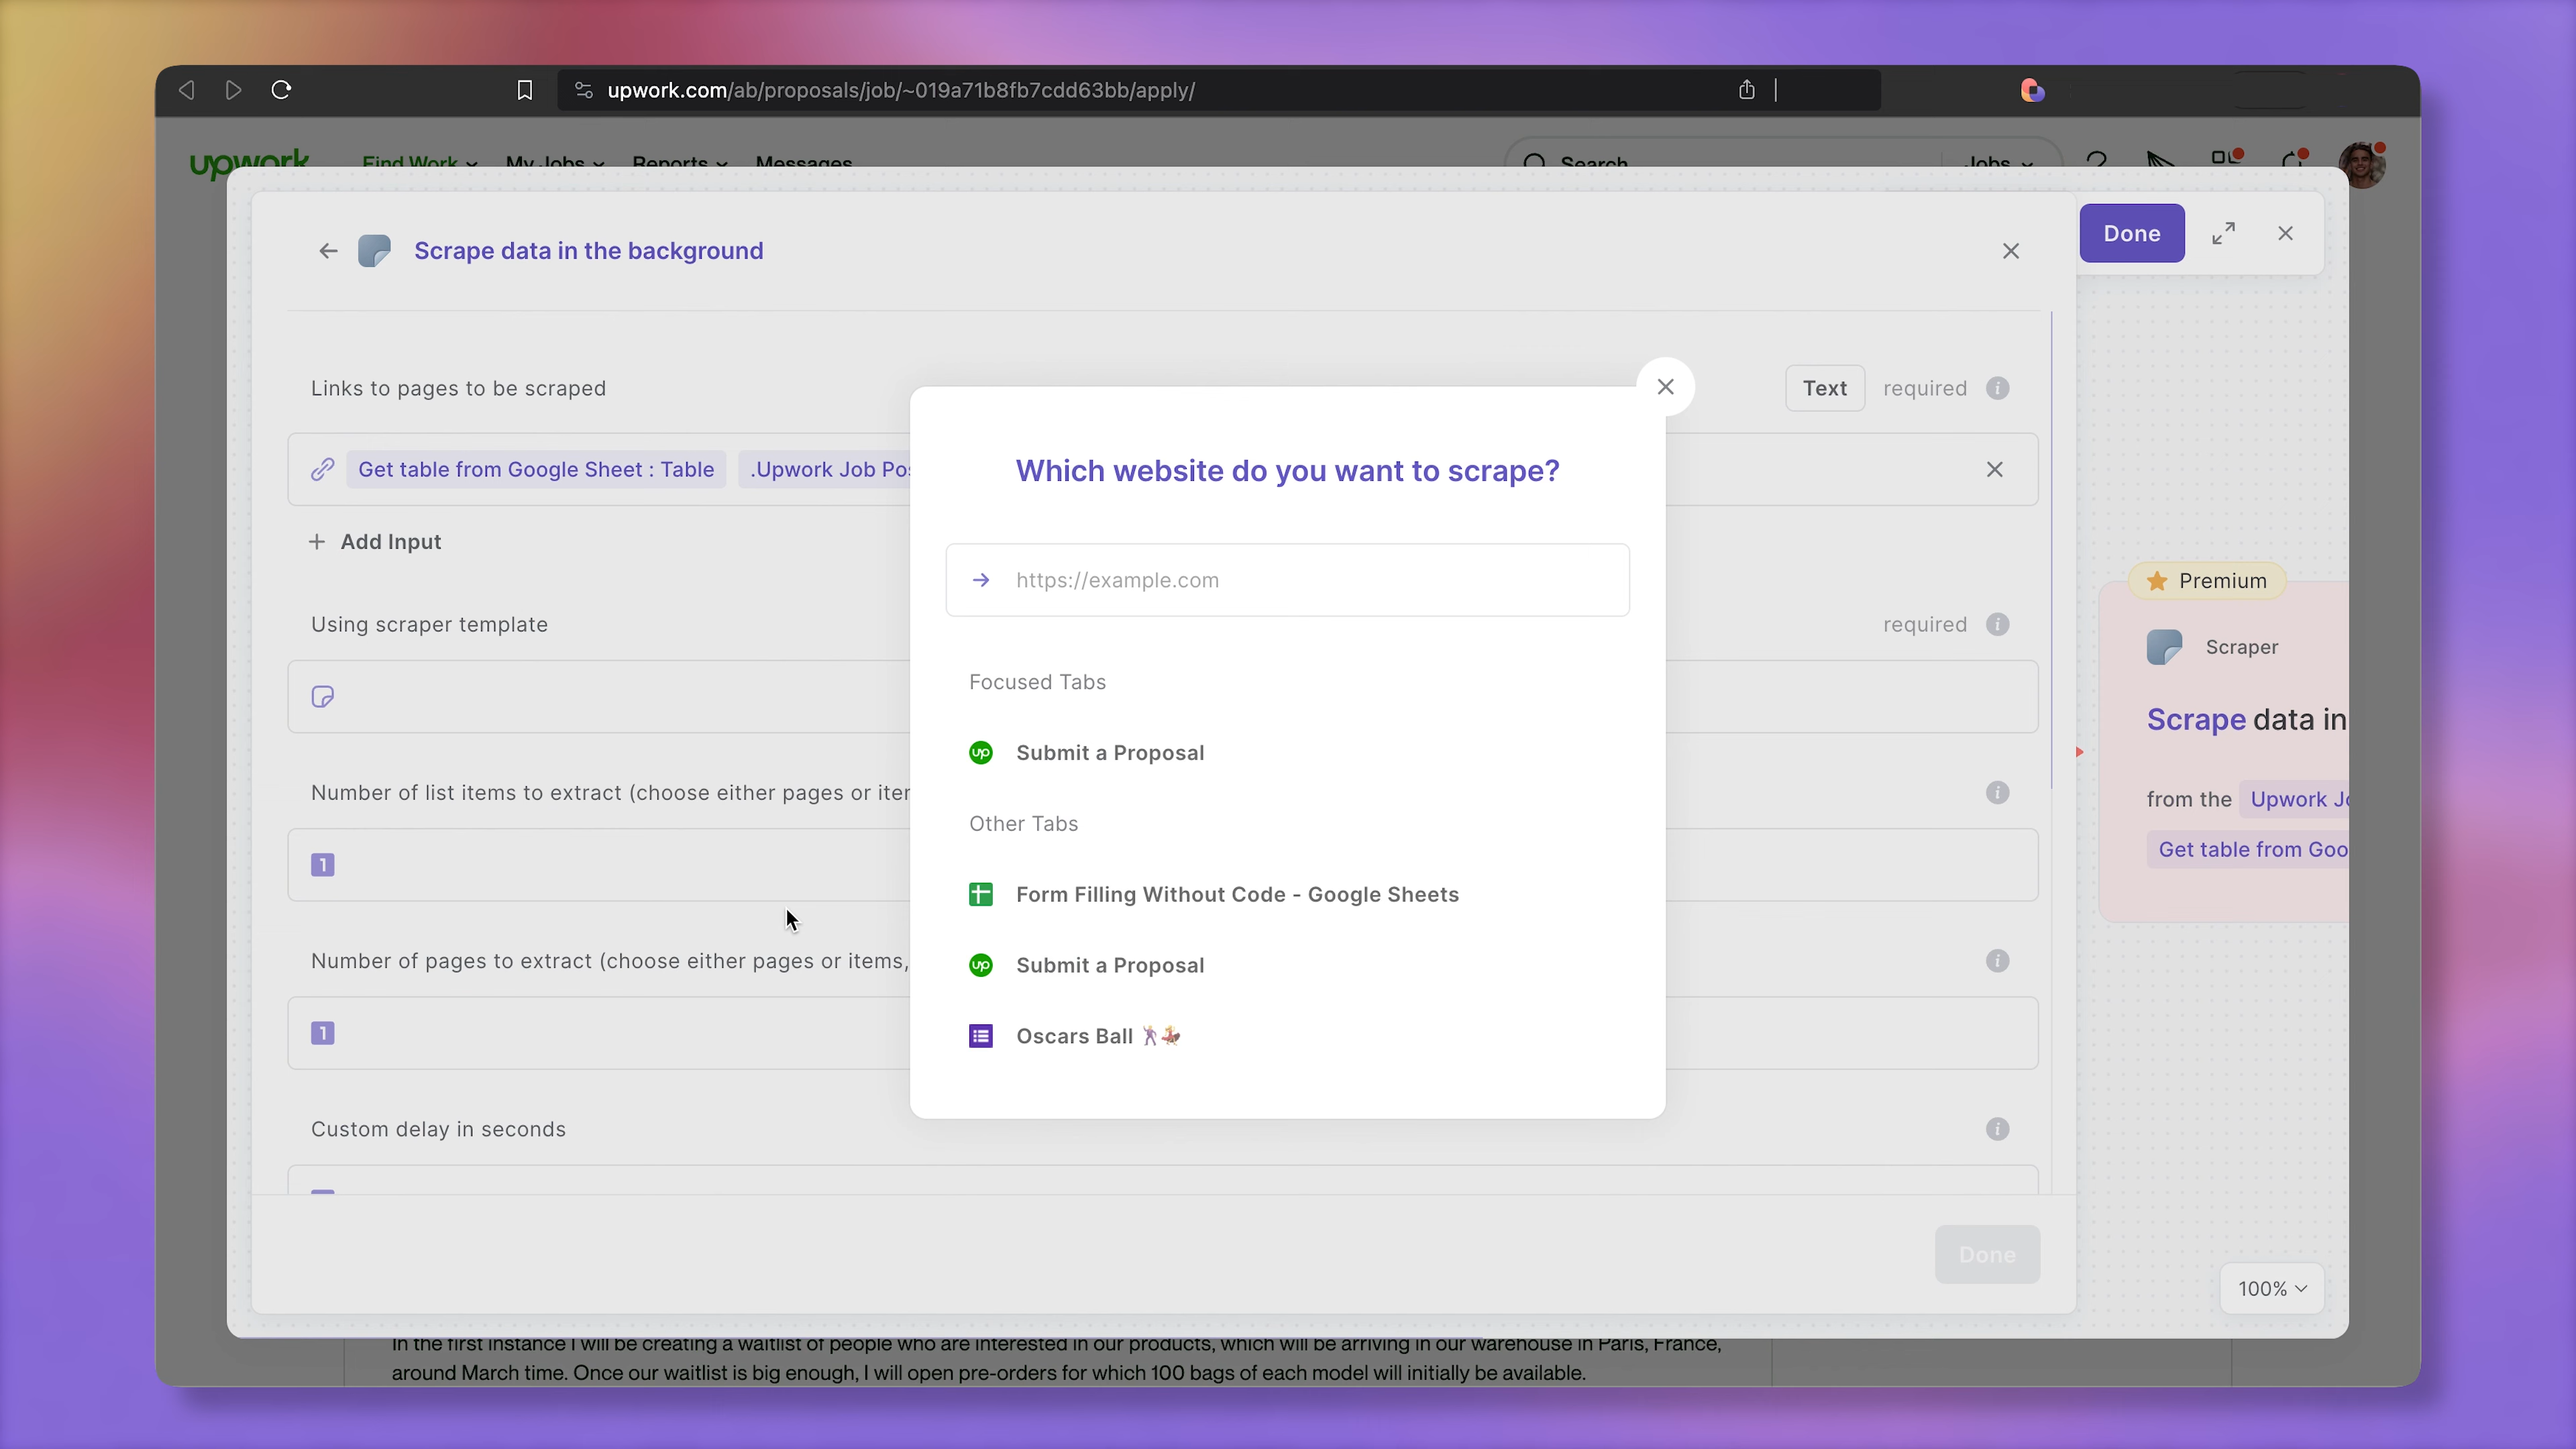 upwork.com/ab/proposals/job/~019a71b8fb7cdd63bb/apply/
upwork
Find Work
My Jobs
Reports
Messages
Search
Jobs
Scrape data in the background
Done
Links to pages to be scraped
Text
required
Get table from Google Sheet : Table
.Upwork Job Pos
Add Input
Using scraper template
required
Number of list items to extract (choose either pages or iter
1
Number of pages to extract (choose either pages or items,
1
Custom delay in seconds
Done
Which website do you want to scrape?
https://example.com
Focused Tabs
up Submit a Proposal
Other Tabs
Form Filling Without Code - Google Sheets
up Submit a Proposal
Oscars Ball 🕺💃
Premium
Scraper
Scrape data in
from the Upwork Jo
Get table from Goo
100%
In the first instance I will be creating a waitlist of people who are interested in our products, which will be arriving in our warehouse in Paris, France,
around March time. Once our waitlist is big enough, I will open pre-orders for which 100 bags of each model will initially be available.